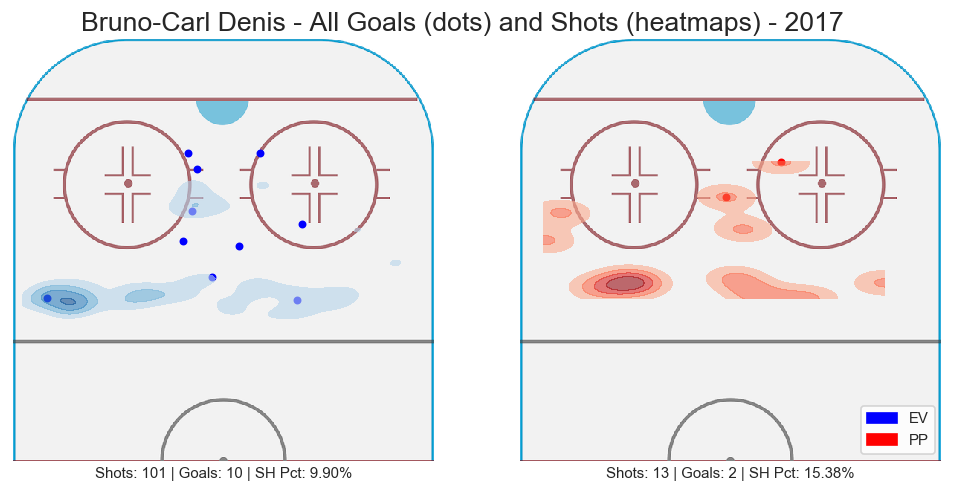 Bruno-Carl Denis - All Goals (dots) and Shots (heatmaps) - 2017
EV
PP
Shots: 101 | Goals: 10 | SH Pct: 9.90%
Shots: 13 | Goals: 2 | SH Pct: 15.38%